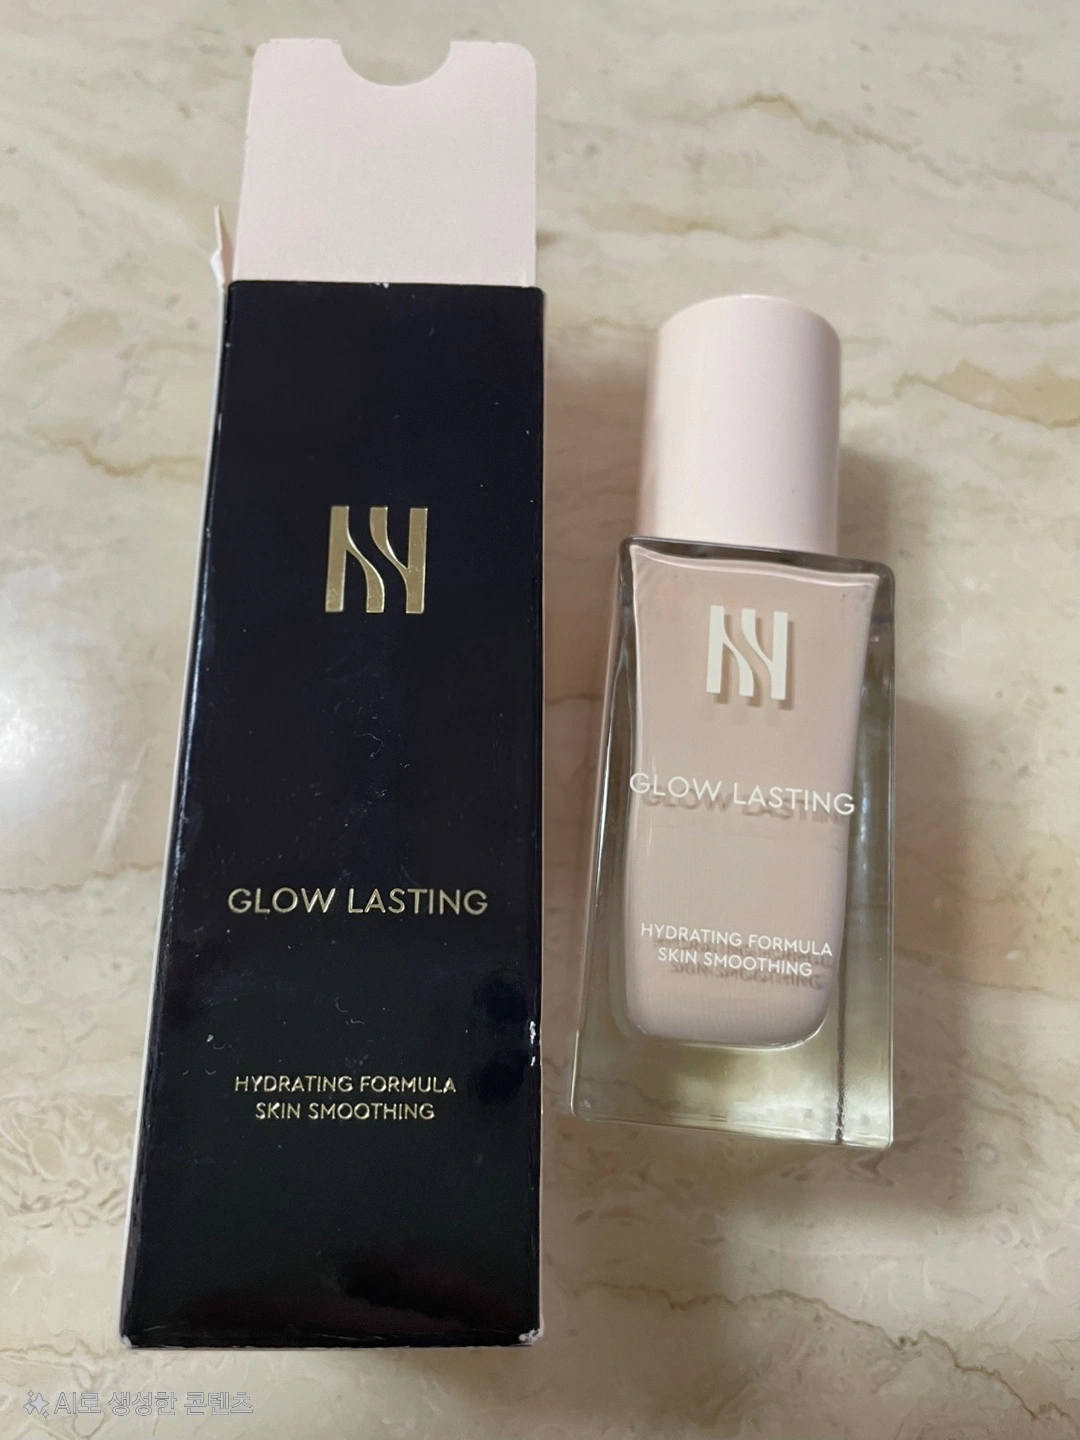 GLOW LASTING
HYDRATING FORMULA
SKIN SMOOTHING
GLOW LASTING
HYDRATING FORMULA
SKIN SMOOTHING
AI로 생성한 콘텐츠